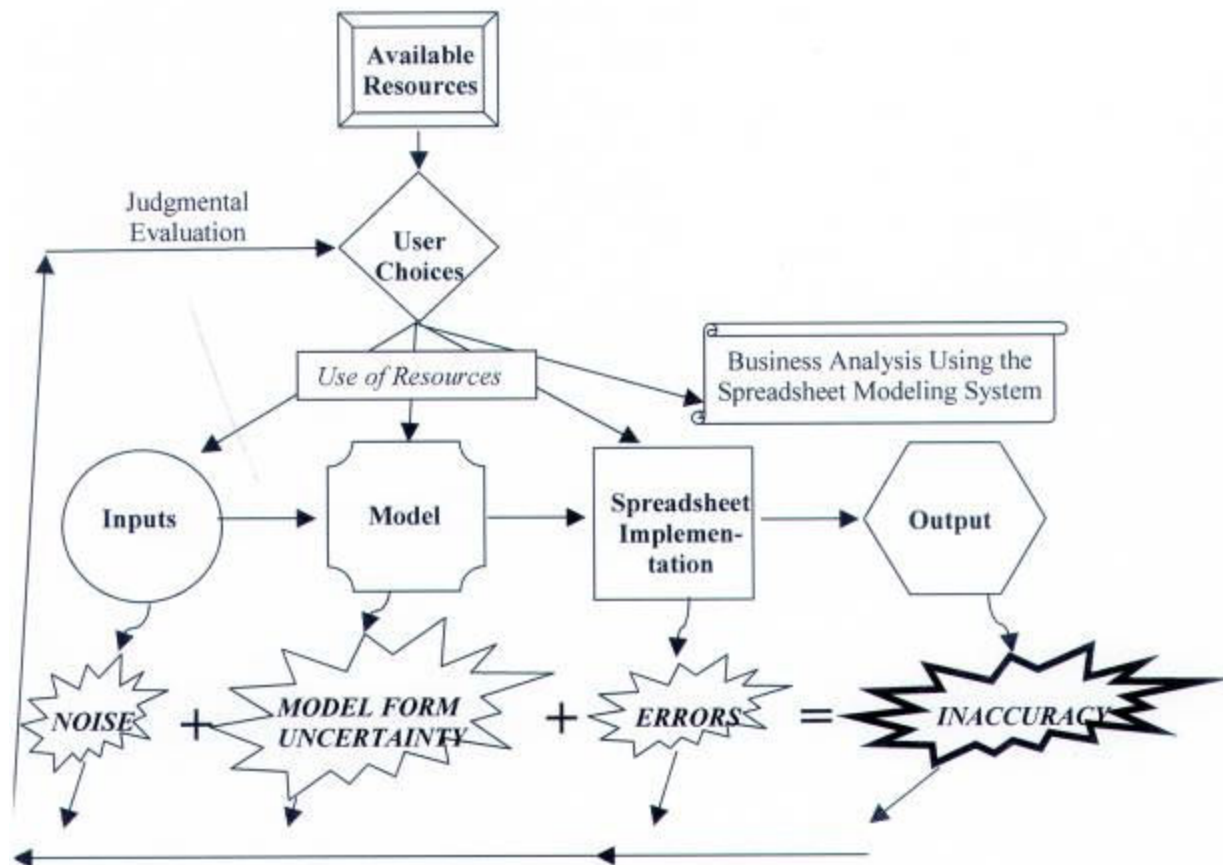 Available
Resources
Judgmental
Evaluation
User
Choices
Use of Resources
Business Analysis Using the
Spreadsheet Modeling System
Inputs
Model
Spreadsheet
Implemen-
tation
Output
NOISE
+
MODEL FORM
UNCERTAINTY
+
ERRORS
=
INACCURACY